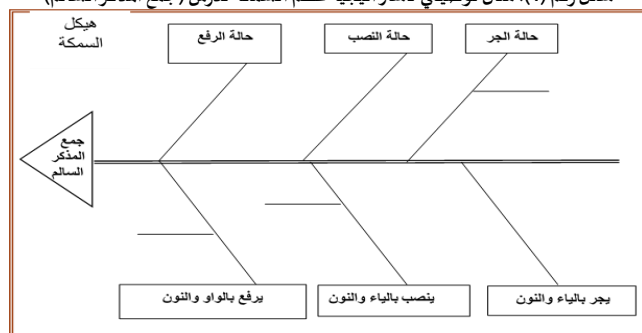 هيكل
السمكة
حالة الرفع
حالة النصب
حالة الجر
جمع
المذكر
السالم
يرفع بالواو والنون
ينصب بالياء والنون
يجر بالياء والنون